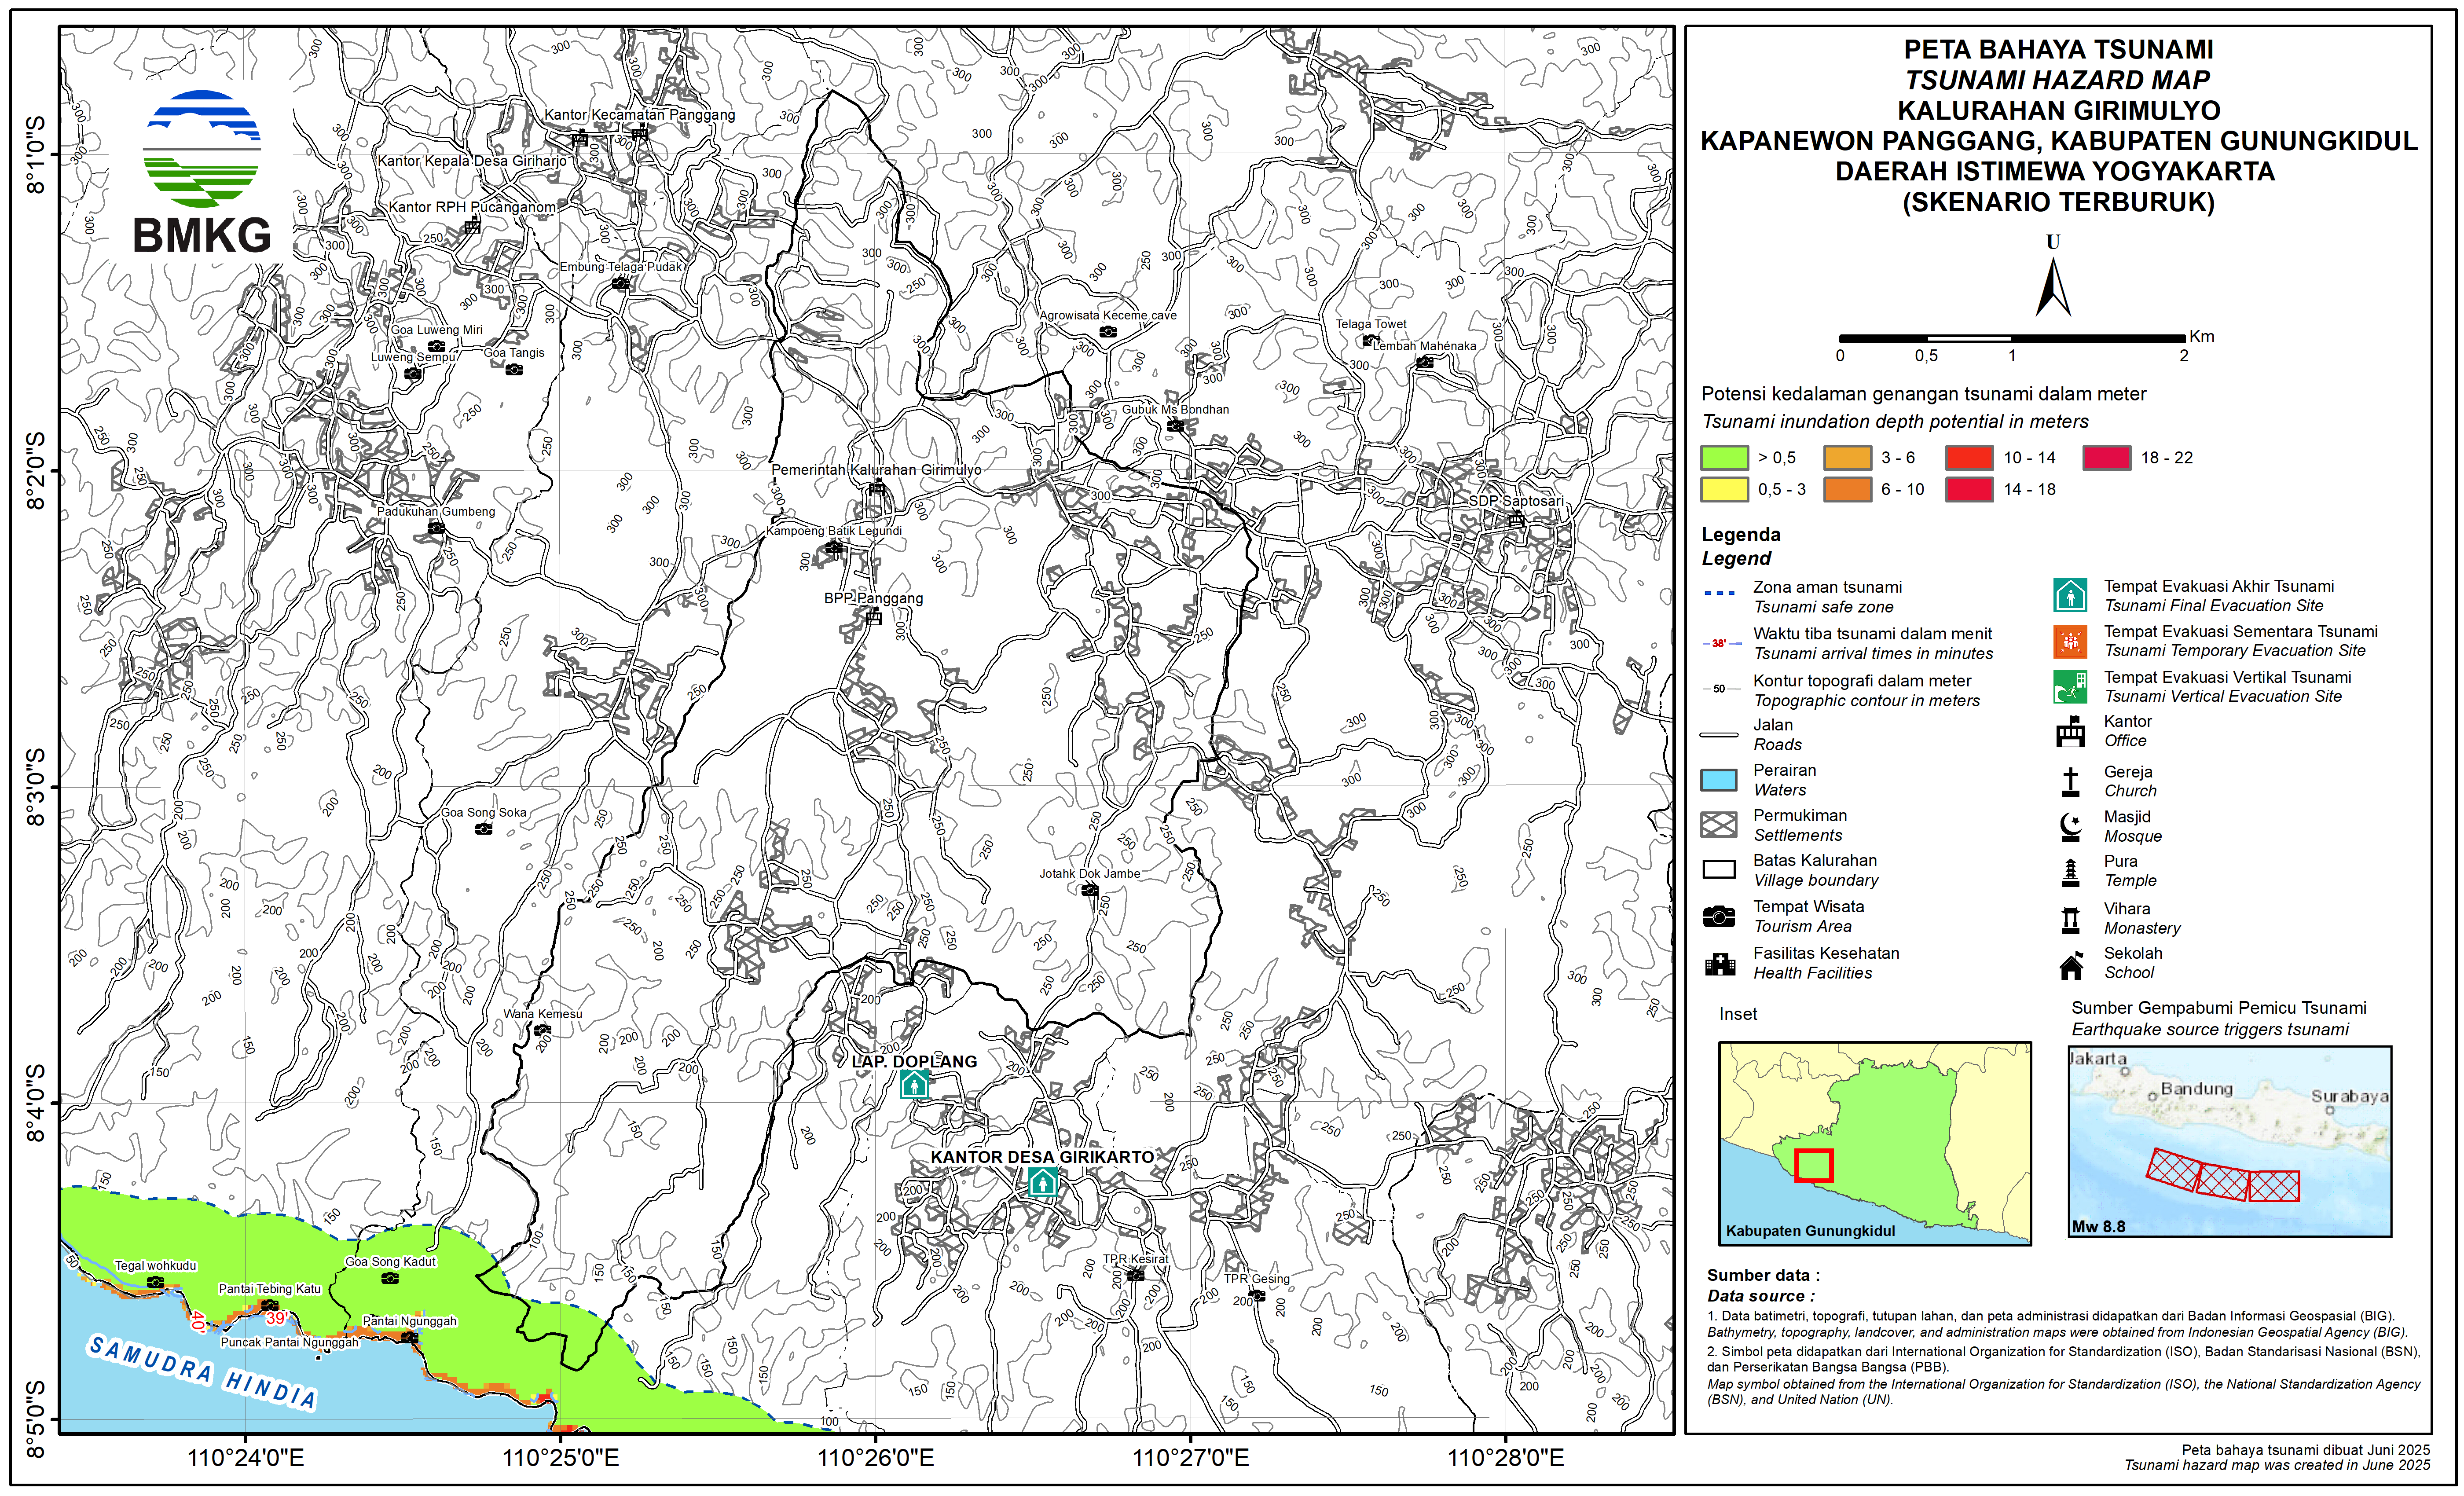 PETA BAHAYA TSUNAMI
TSUNAMI HAZARD MAP
KALURAHAN GIRIMULYO
KAPANEWON PANGGANG, KABUPATEN GUNUNGKIDUL
DAERAH ISTIMEWA YOGYAKARTA
(SKENARIO TERBURUK)
U
Km
0 0,5 1 2
Potensi kedalaman genangan tsunami dalam meter
Tsunami inundation depth potential in meters
> 0,5 3 - 6 10 - 14 18 - 22
0,5 - 3 6 - 10 14 - 18
Legenda
Legend
Zona aman tsunami
Tsunami safe zone
38'
Waktu tiba tsunami dalam menit
Tsunami arrival times in minutes
50
Kontur topografi dalam meter
Topographic contour in meters
Jalan
Roads
Perairan
Waters
Permukiman
Settlements
Batas Kalurahan
Village boundary
Tempat Wisata
Tourism Area
Fasilitas Kesehatan
Health Facilities
Tempat Evakuasi Akhir Tsunami
Tsunami Final Evacuation Site
Tempat Evakuasi Sementara Tsunami
Tsunami Temporary Evacuation Site
Tempat Evakuasi Vertikal Tsunami
Tsunami Vertical Evacuation Site
Kantor
Office
Gereja
Church
Masjid
Mosque
Pura
Temple
Vihara
Monastery
Sekolah
School
Inset
Kabupaten Gunungkidul
Sumber Gempabumi Pemicu Tsunami
Earthquake source triggers tsunami
Jakarta
Bandung
Surabaya
Mw 8.8
Sumber data :
Data source :
1. Data batimetri, topografi, tutupan lahan, dan peta administrasi didapatkan dari Badan Informasi Geospasial (BIG).
Bathymetry, topography, landcover, and administration maps were obtained from Indonesian Geospatial Agency (BIG).
2. Simbol peta didapatkan dari International Organization for Standardization (ISO), Badan Standarisasi Nasional (BSN),
dan Perserikatan Bangsa Bangsa (PBB).
Map symbol obtained from the International Organization for Standardization (ISO), the National Standardization Agency
(BSN), and United Nation (UN).
Peta bahaya tsunami dibuat Juni 2025
Tsunami hazard map was created in June 2025
BMKG
Kantor Kecamatan Panggang
Kantor Kepala Desa Giriharjo
Kantor RPH Pucanganom
Embung Telaga Pudak
Goa Luweng Miri
Luweng Sempu
Goa Tangis
Agrowisata Keceme cave
Telaga Towet
Lembah Mahenaka
Gubuk Ms Bondhan
Pemerintah Kalurahan Girimulyo
SDP Saptosari
Padukuhan Gumbeng
Kampoeng Batik Legundi
BPP Panggang
Goa Song Soka
Jotahk Dok Jambe
Wana Kemesu
LAP. DOPLANG
KANTOR DESA GIRIKARTO
TPR Kesirat
TPR Gesing
Goa Song Kadut
Tegal wohkudu
Pantai Tebing Katu
Pantai Ngunggah
Puncak Pantai Ngunggah
40'
39'
SAMUDRA HINDIA
8°1'0"S
8°2'0"S
8°3'0"S
8°4'0"S
8°5'0"S
110°24'0"E
110°25'0"E
110°26'0"E
110°27'0"E
110°28'0"E